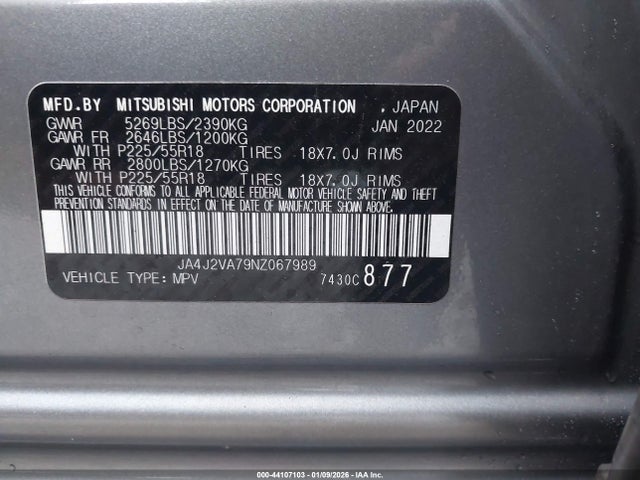 MFD.BY MITSUBISHI MOTORS CORPORATION , JAPAN
GVWR 5269LBS/2390KG JAN 2022
GAWR FR 2646LBS/1200KG
WITH P225/55R18 TIRES 18X7.0J RIMS
GAWR RR 2800LBS/1270KG
WITH P225/55R18 TIRES 18X7.0J RIMS
THIS VEHICLE CONFORMS TO ALL APPLICABLE FEDERAL MOTOR VEHICLE SAFETY AND THEFT
PREVENTION STANDARDS IN EFFECT ON THE DATE OF MANUFACTURE SHOWN ABOVE.
JA4J2VA79NZ067989
VEHICLE TYPE: MPV 7430C 877
000-44107103 - 01/09/2026 - IAA Inc.